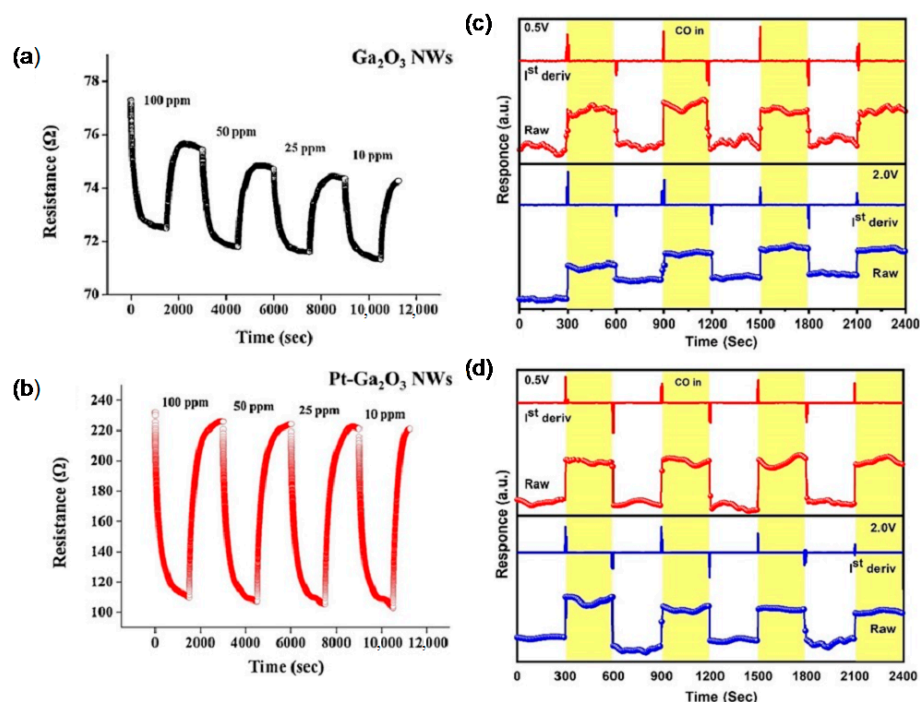 (a)
Ga₂O₃ NWs
78
76
74
72
70
Resistance (Ω)
100 ppm
50 ppm
25 ppm
10 ppm
0 2000 4000 6000 8000 10,000 12,000
Time (sec)
(b)
Pt-Ga₂O₃ NWs
240
220
200
180
160
140
120
100
Resistance (Ω)
100 ppm
50 ppm
25 ppm
10 ppm
0 2000 4000 6000 8000 10,000 12,000
Time (sec)
(c)
0.5V
CO in
Iˢᵗ deriv
Raw
2.0V
Iˢᵗ deriv
Raw
Responce (a.u.)
0 300 600 900 1200 1500 1800 2100 2400
Time (Sec)
(d)
0.5V
CO in
Iˢᵗ deriv
Raw
2.0V
Iˢᵗ deriv
Raw
Response (a.u.)
0 300 600 900 1200 1500 1800 2100 2400
Time (Sec)